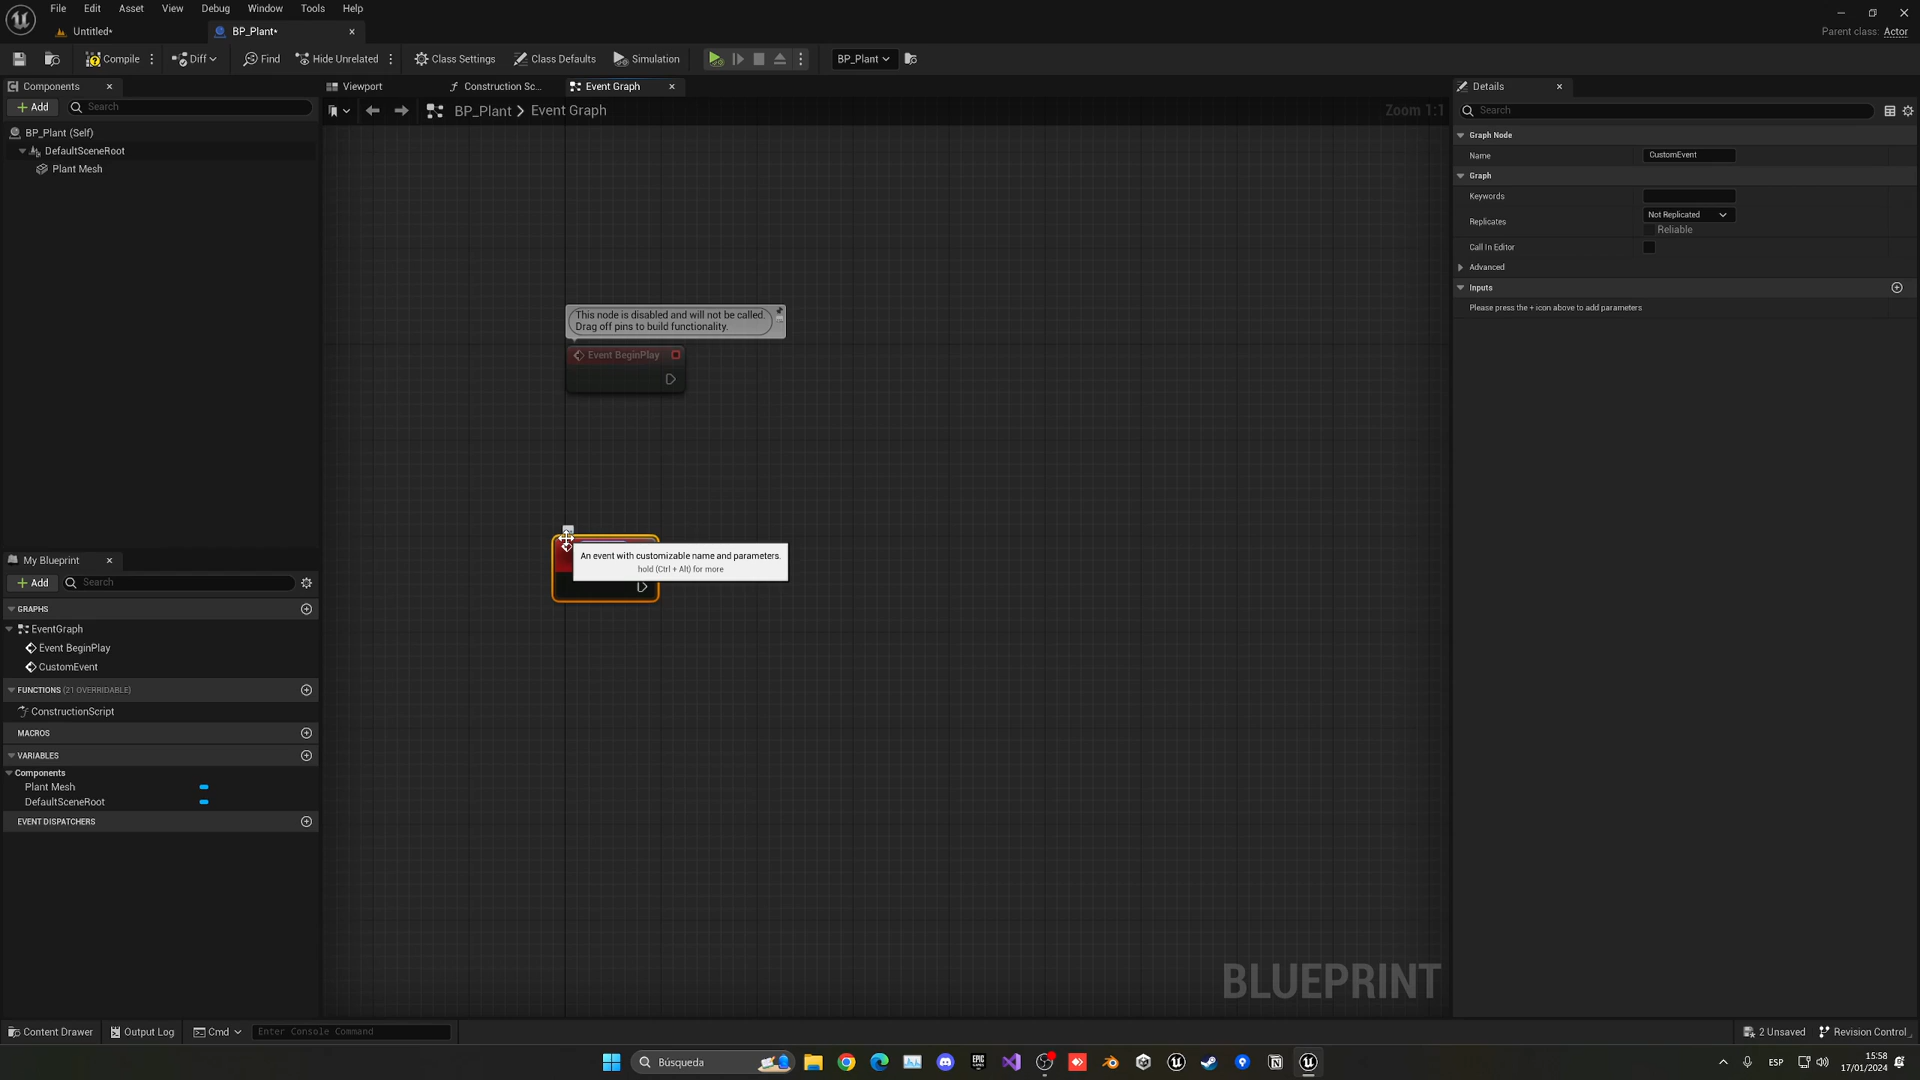 File Edit Asset View Debug Window Tools Help
Untitled* BP_Plant* Parent class: Actor
Compile Diff Find Hide Unrelated Class Settings Class Defaults Simulation BP_Plant
Components
Add Search
BP_Plant (Self)
DefaultSceneRoot
Plant Mesh
Viewport Construction Sc... Event Graph
BP_Plant > Event Graph Zoom 1:1
This node is disabled and will not be called.
Drag off pins to build functionality.
Event BeginPlay
An event with customizable name and parameters.
hold (Ctrl + Alt) for more
BLUEPRINT
Details
Search
Graph Node
Name CustomEvent
Graph
Keywords
Replicates Not Replicated
Reliable
Call In Editor
Advanced
Inputs
Please press the + icon above to add parameters
My Blueprint
Add Search
GRAPHS
EventGraph
Event BeginPlay
CustomEvent
FUNCTIONS (21 OVERRIDABLE)
ConstructionScript
MACROS
VARIABLES
Components
Plant Mesh
DefaultSceneRoot
EVENT DISPATCHERS
Content Drawer Output Log Cmd Enter Console Command 2 Unsaved Revision Control
Búsqueda EPIC GAMES ESP 15:58
17/01/2024